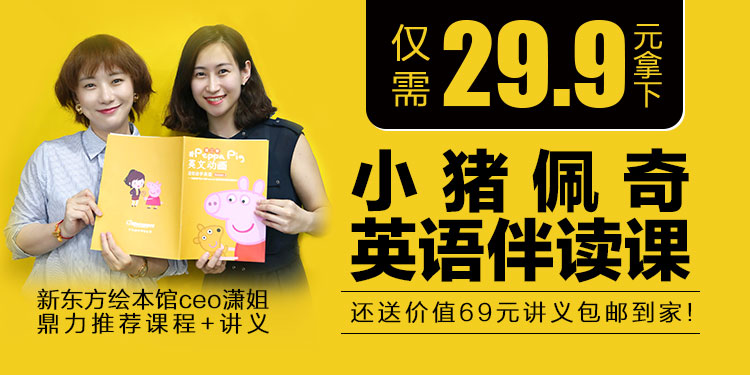 仅需
29.9
元拿下
小猪佩奇
英语伴读课
还送价值69元讲义包邮到家!
Peppa Pig
英文动画
新东方绘本馆ceo潇姐
鼎力推荐课程+讲义